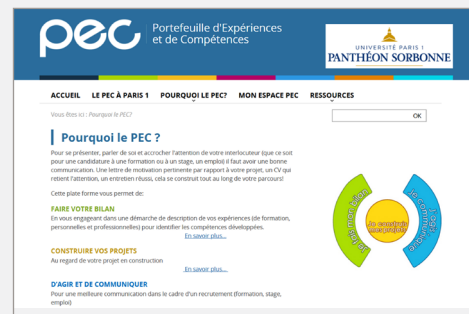 pec
Portefeuille d'Expériences
et de Compétences
UNIVERSITÉ PARIS 1
PANTHÉON SORBONNE
ACCUEIL LE PEC À PARIS 1 POURQUOI LE PEC? MON ESPACE PEC RESSOURCES
Vous êtes ici : Pourquoi le PEC?
OK
Pourquoi le PEC ?
Pour se présenter, parler de soi et accrocher l'attention de votre interlocuteur (que ce soit
pour une candidature à une formation ou à un stage, un emploi) il faut avoir une bonne
communication. Une lettre de motivation pertinente par rapport à votre projet, un CV qui
retient l'attention, un entretien réussi, cela se construit tout au long de votre parcours!
Cette plate forme vous permet de:
FAIRE VOTRE BILAN
En vous engageant dans une démarche de description de vos expériences (de formation,
personnelles et professionnelles) pour identifier les compétences développées.
En savoir plus...
CONSTRUIRE VOS PROJETS
Au regard de votre projet en construction
En savoir plus....
D'AGIR ET DE COMMUNIQUER
Pour une meilleure communication dans le cadre d'un recrutement (formation, stage,
emploi)
Je fais mon bilan
Je construis
mes projets
Je communique